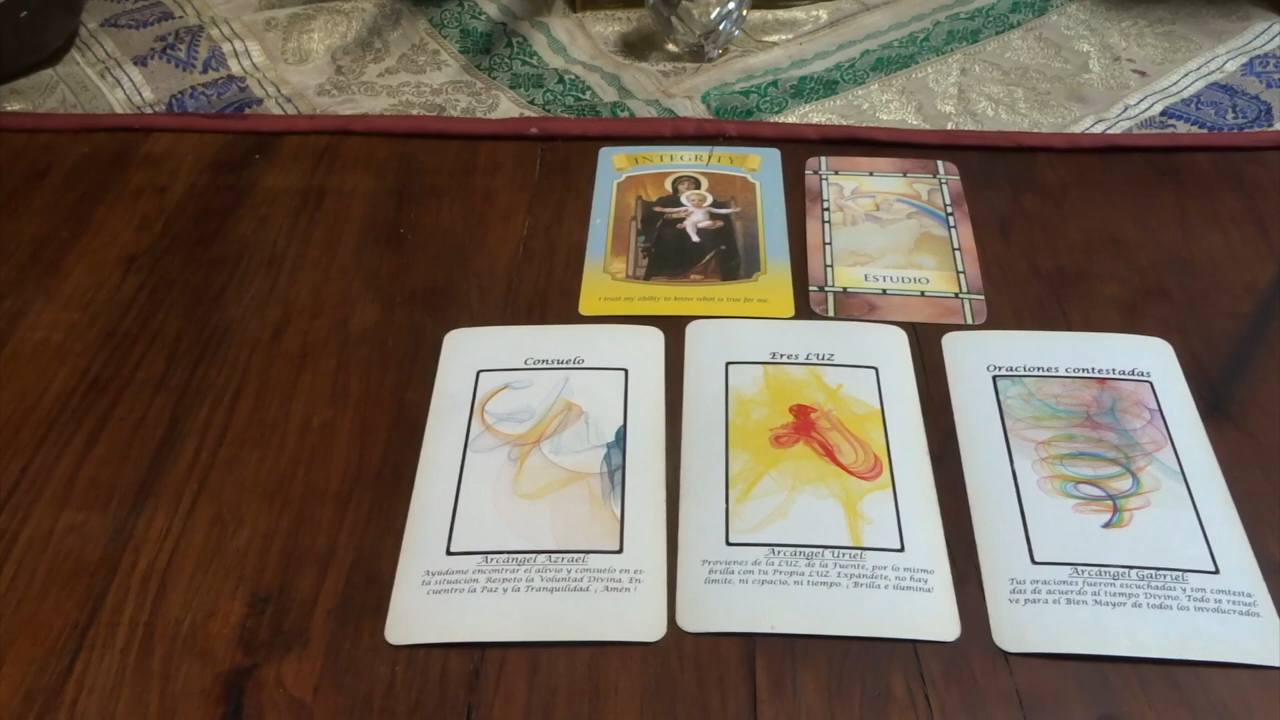 INTEGRITY
I trust my ability to know what is true for me.
ESTUDIO
Consuelo
Arcángel Azrael:
Ayúdame encontrar el alivio y consuelo en es-
ta situación. Respeto la Voluntad Divina. En-
cuentro la Paz y la Tranquilidad. ¡ Amén !
Eres LUZ
Arcángel Uriel:
Provienes de la LUZ, de la Fuente, por lo mismo
brilla con tu Propia LUZ. Expándete, no hay
límite, ni espacio, ni tiempo. ¡ Brilla e ilumina!
Oraciones contestadas
Arcángel Gabriel:
Tus oraciones fueron escuchadas y son contesta-
das de acuerdo al tiempo Divino. Todo se resuel-
ve para el Bien Mayor de todos los involucrados.